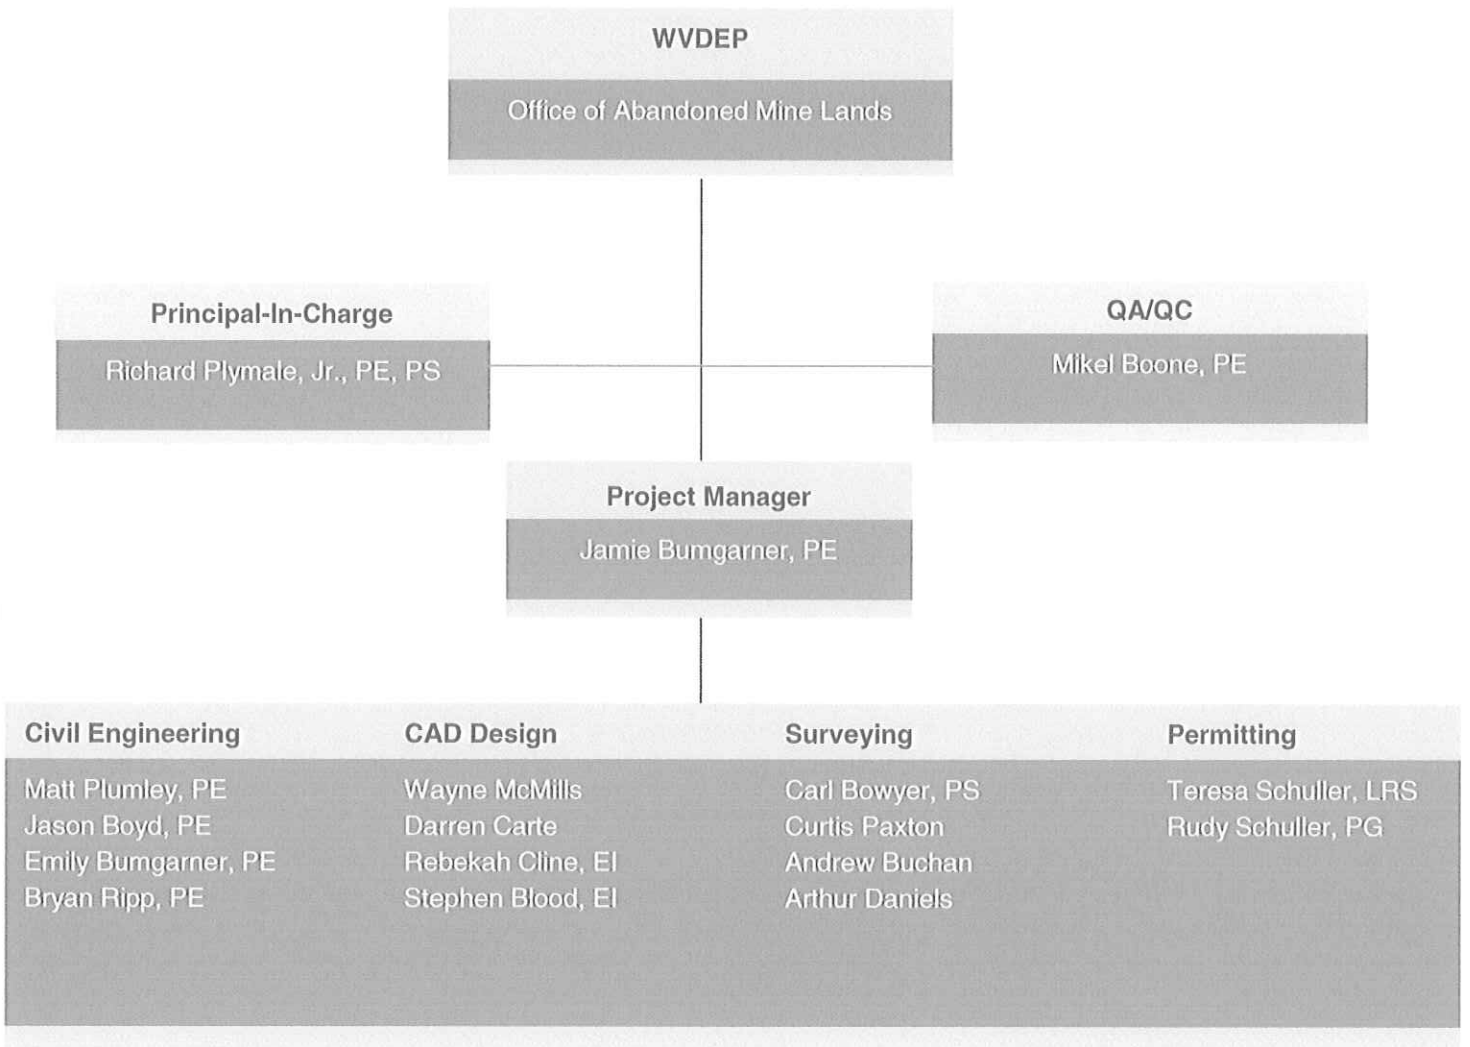 WVDEP
Office of Abandoned Mine Lands
Principal-In-Charge
Richard Plymale, Jr., PE, PS
QA/QC
Mikel Boone, PE
Project Manager
Jamie Bumgarner, PE
Civil Engineering
Matt Plumley, PE
Jason Boyd, PE
Emily Bumgarner, PE
Bryan Ripp, PE
CAD Design
Wayne McMills
Darren Carte
Rebekah Cline, EI
Stephen Blood, EI
Surveying
Carl Bowyer, PS
Curtis Paxton
Andrew Buchan
Arthur Daniels
Permitting
Teresa Schuller, LRS
Rudy Schuller, PG